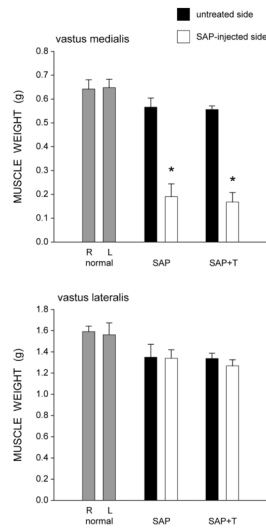 untreated side
SAP-injected side
vastus medialis
MUSCLE WEIGHT (g)
0.8
0.7
0.6
0.5
0.4
0.3
0.2
0.1
0.0
*
*
R L
normal SAP SAP+T
vastus lateralis
MUSCLE WEIGHT (g)
1.8
1.6
1.4
1.2
1.0
0.8
0.6
0.4
0.2
0.0
R L
normal SAP SAP+T